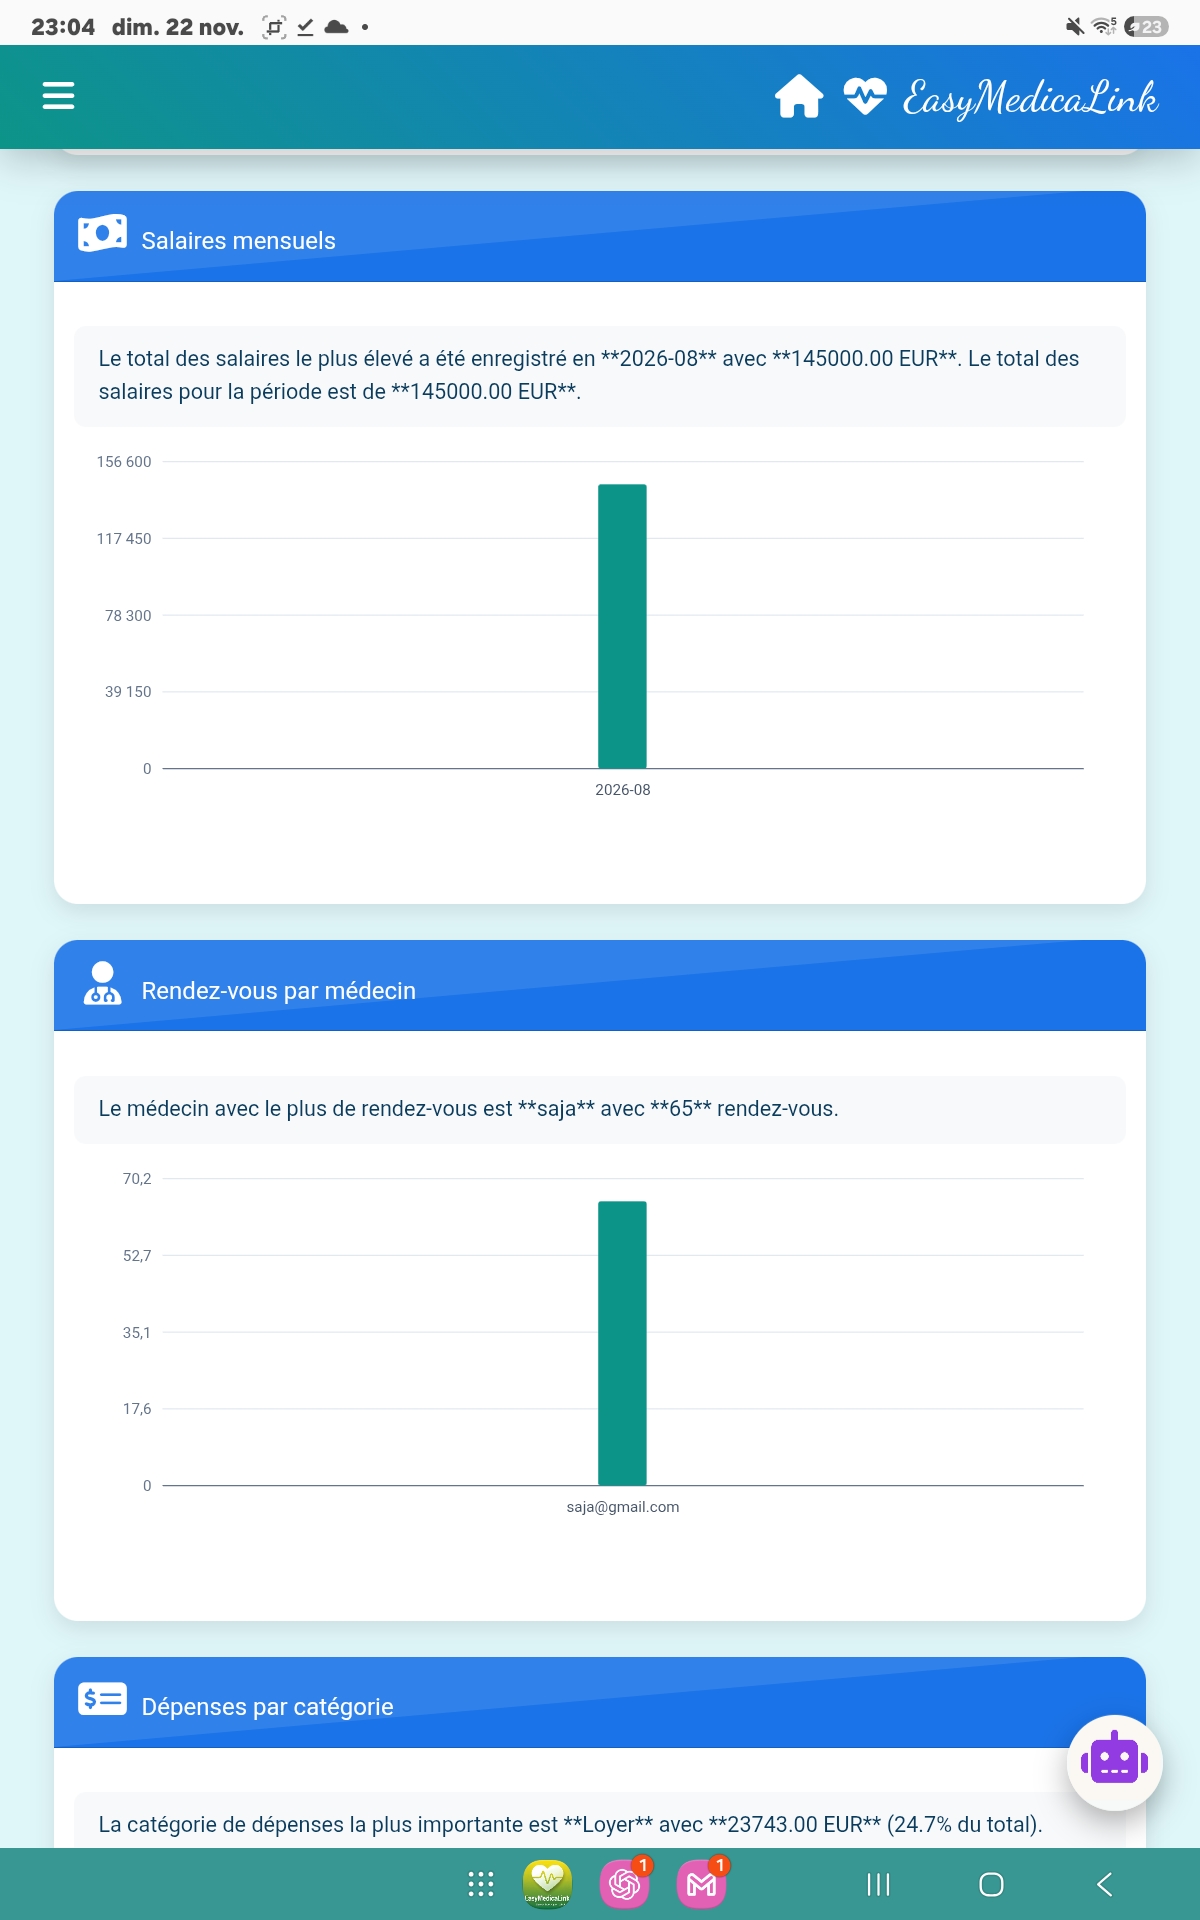 23:04 dim. 22 nov.
5
23
EasyMedicaLink
Salaires mensuels
Le total des salaires le plus élevé a été enregistré en **2026-08** avec **145000.00 EUR**. Le total des
salaires pour la période est de **145000.00 EUR**.
156 600
117 450
78 300
39 150
0
2026-08
Rendez-vous par médecin
Le médecin avec le plus de rendez-vous est **saja** avec **65** rendez-vous.
70,2
52,7
35,1
17,6
0
saja@gmail.com
Dépenses par catégorie
La catégorie de dépenses la plus importante est **Loyer** avec **23743.00 EUR** (24.7% du total).
EasyMedicaLink
1
1